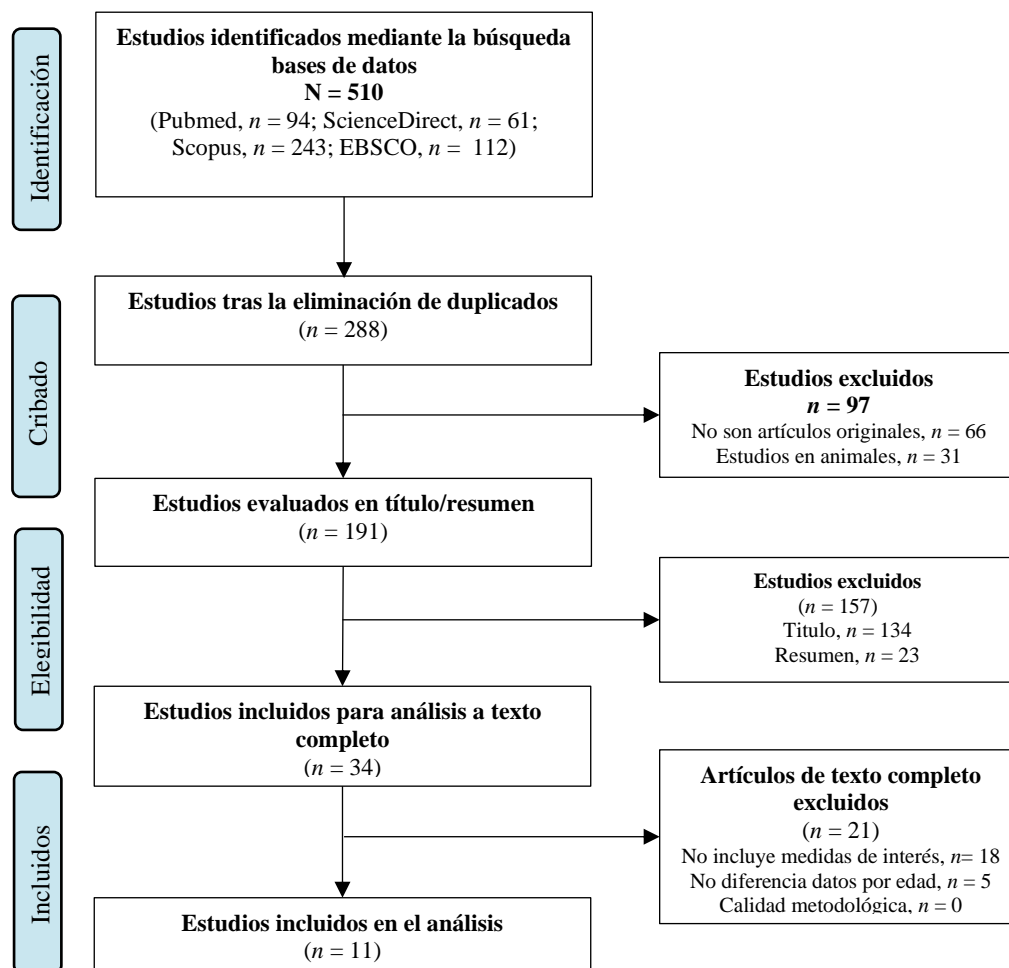 Identificación
Estudios identificados mediante la búsqueda
bases de datos
N = 510
(Pubmed, n = 94; ScienceDirect, n = 61;
Scopus, n = 243; EBSCO, n = 112)
Cribado
Estudios tras la eliminación de duplicados
(n = 288)
Estudios excluidos
n = 97
No son artículos originales, n = 66
Estudios en animales, n = 31
Estudios evaluados en título/resumen
(n = 191)
Elegibilidad
Estudios excluidos
(n = 157)
Titulo, n = 134
Resumen, n = 23
Estudios incluidos para análisis a texto
completo
(n = 34)
Artículos de texto completo
excluidos
(n = 21)
No incluye medidas de interés, n= 18
No diferencia datos por edad, n = 5
Calidad metodológica, n = 0
Incluidos
Estudios incluidos en el análisis
(n = 11)